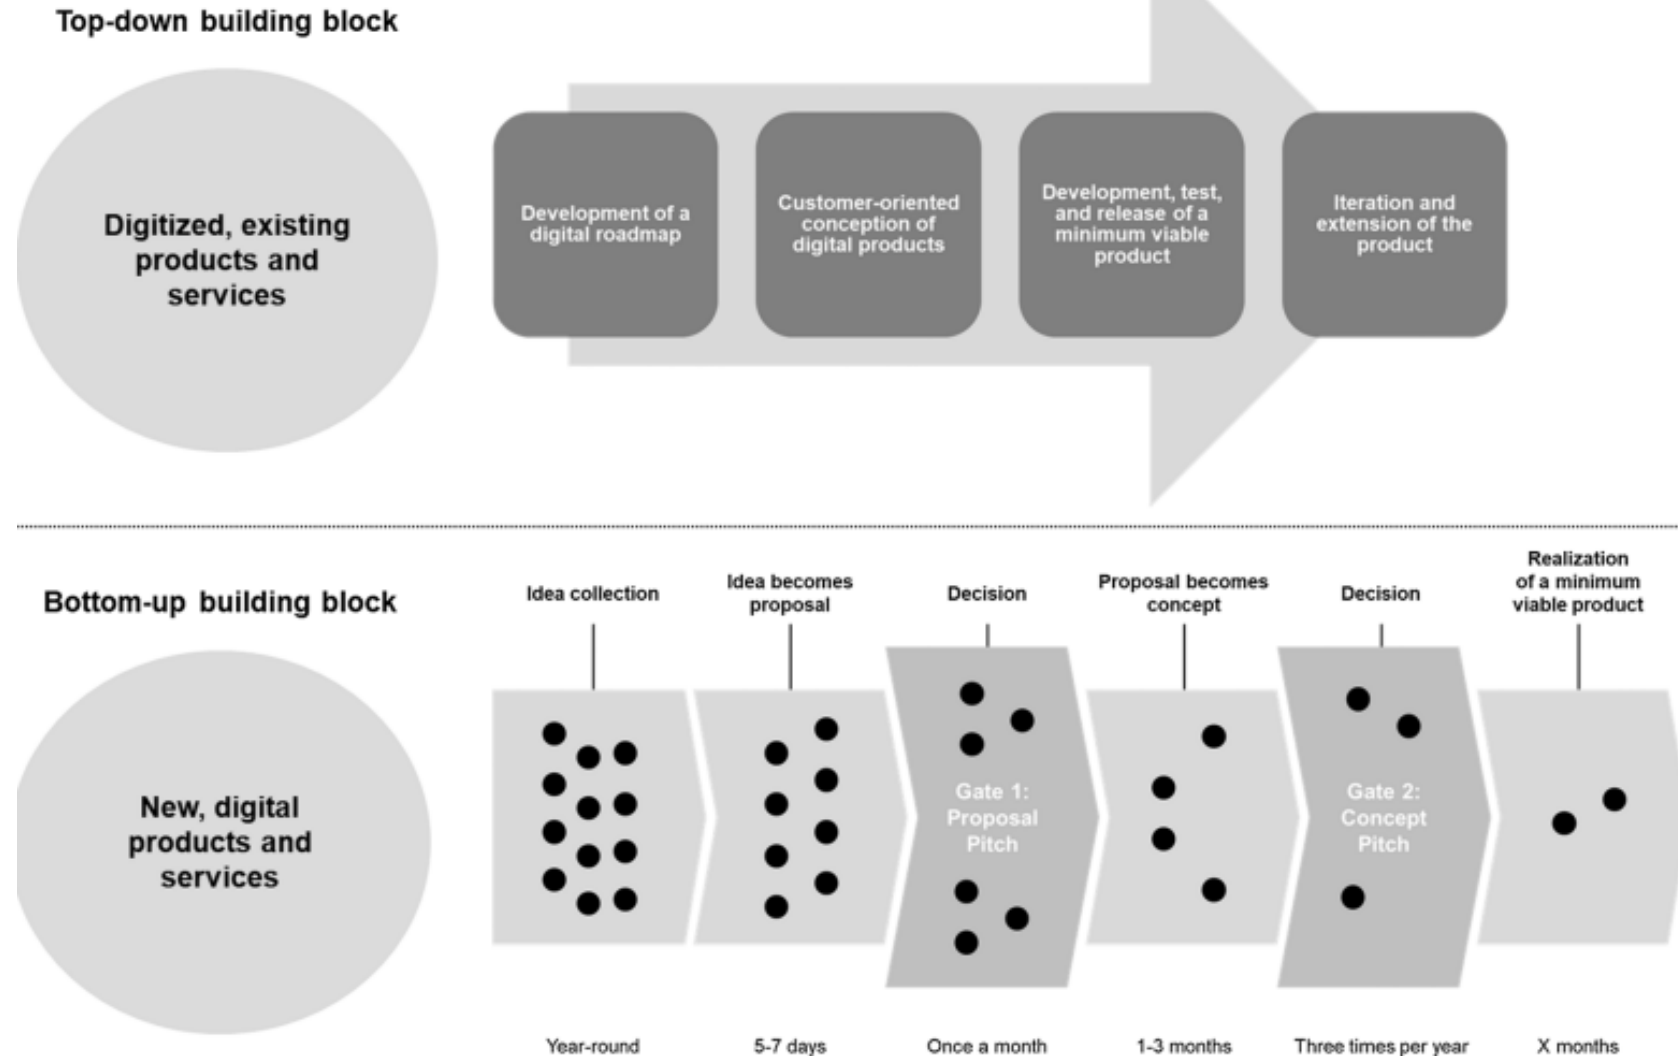 Top-down building block
Digitized, existing
products and
services
Development of a
digital roadmap
Customer-oriented
conception of
digital products
Development, test,
and release of a
minimum viable
product
Iteration and
extension of the
product
Bottom-up building block
New, digital
products and
services
Idea collection
Idea becomes
proposal
Decision
Proposal becomes
concept
Decision
Realization
of a minimum
viable product
Gate 1:
Proposal
Pitch
Gate 2:
Concept
Pitch
Year-round
5-7 days
Once a month
1-3 months
Three times per year
X months